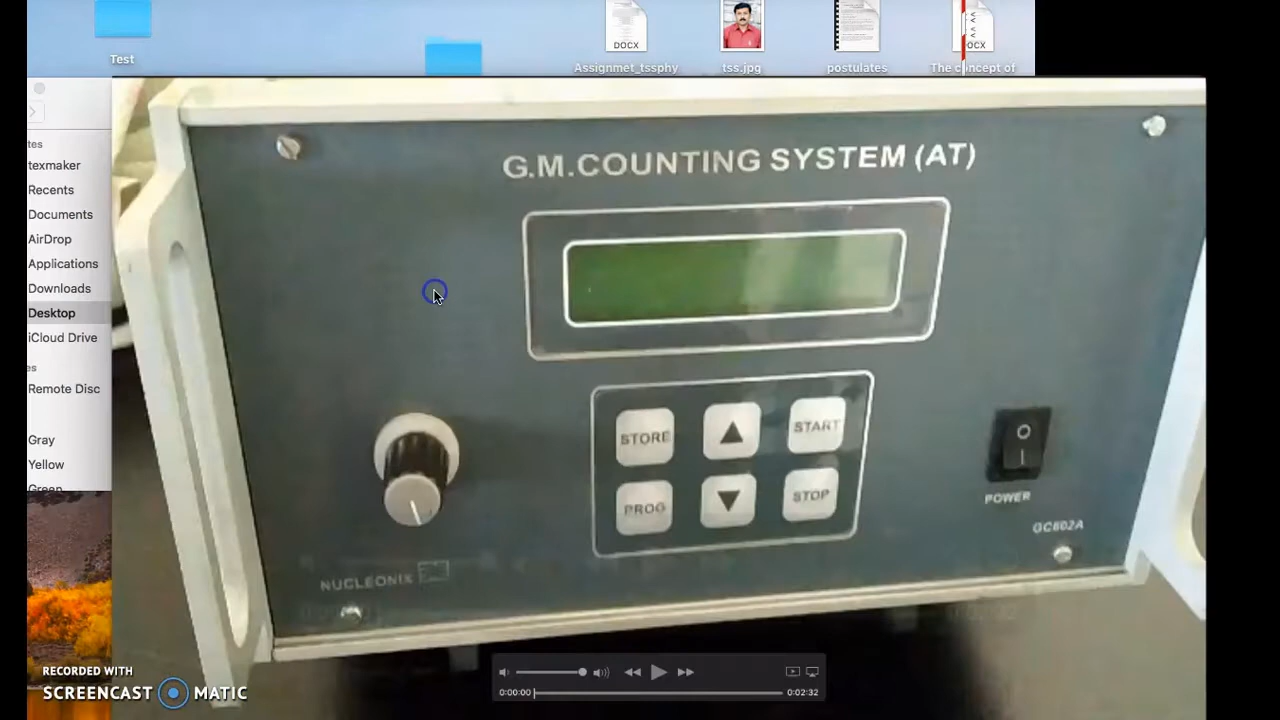 DOCX
OCX
Test
Assignmet_tssphy
tss.jpg
postulates
The concept of
tes
texmaker
Recents
Documents
AirDrop
Applications
Downloads
Desktop
iCloud Drive
es
Remote Disc
Gray
Yellow
Green
G.M.COUNTING SYSTEM (AT)
STORE
START
PROG
STOP
POWER
GC602A
NUCLEONIX
RECORDED WITH
SCREENCAST MATIC
0:00:00
0:02:32